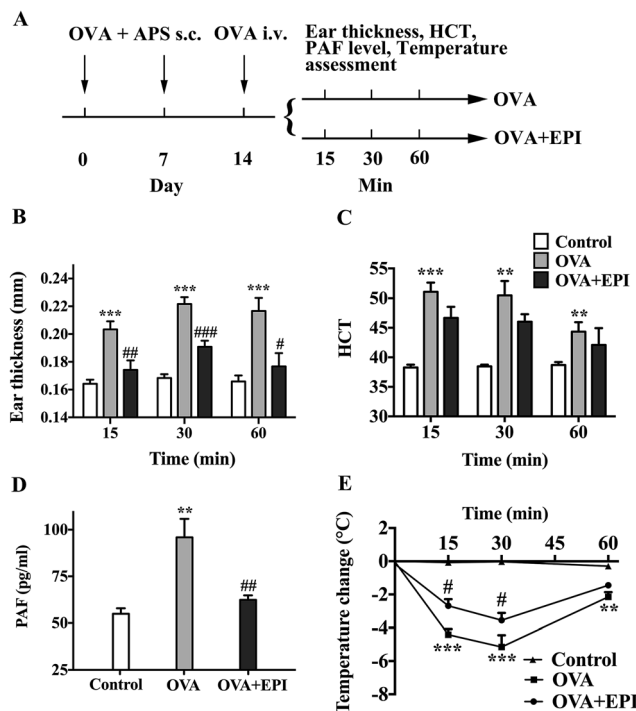 A
OVA + APS s.c. OVA i.v.
Ear thickness, HCT,
PAF level, Temperature
assessment
OVA
OVA+EPI
0 7 14 15 30 60
Day Min
B
Ear thickness (mm)
0.24
0.22
0.20
0.18
0.16
0.14
*** *** ***
## ### #
15 30 60
Time (min)
C
Control
OVA
OVA+EPI
HCT
55
50
45
40
35
30
*** ** **
15 30 60
Time (min)
D
PAF (pg/ml)
100
75
50
25
**
##
Control OVA OVA+EPI
E
Time (min)
15 30 45 60
Temperature change (°C)
2
0
-2
-4
-6
-8
# #
*** *** **
Control
OVA
OVA+EPI